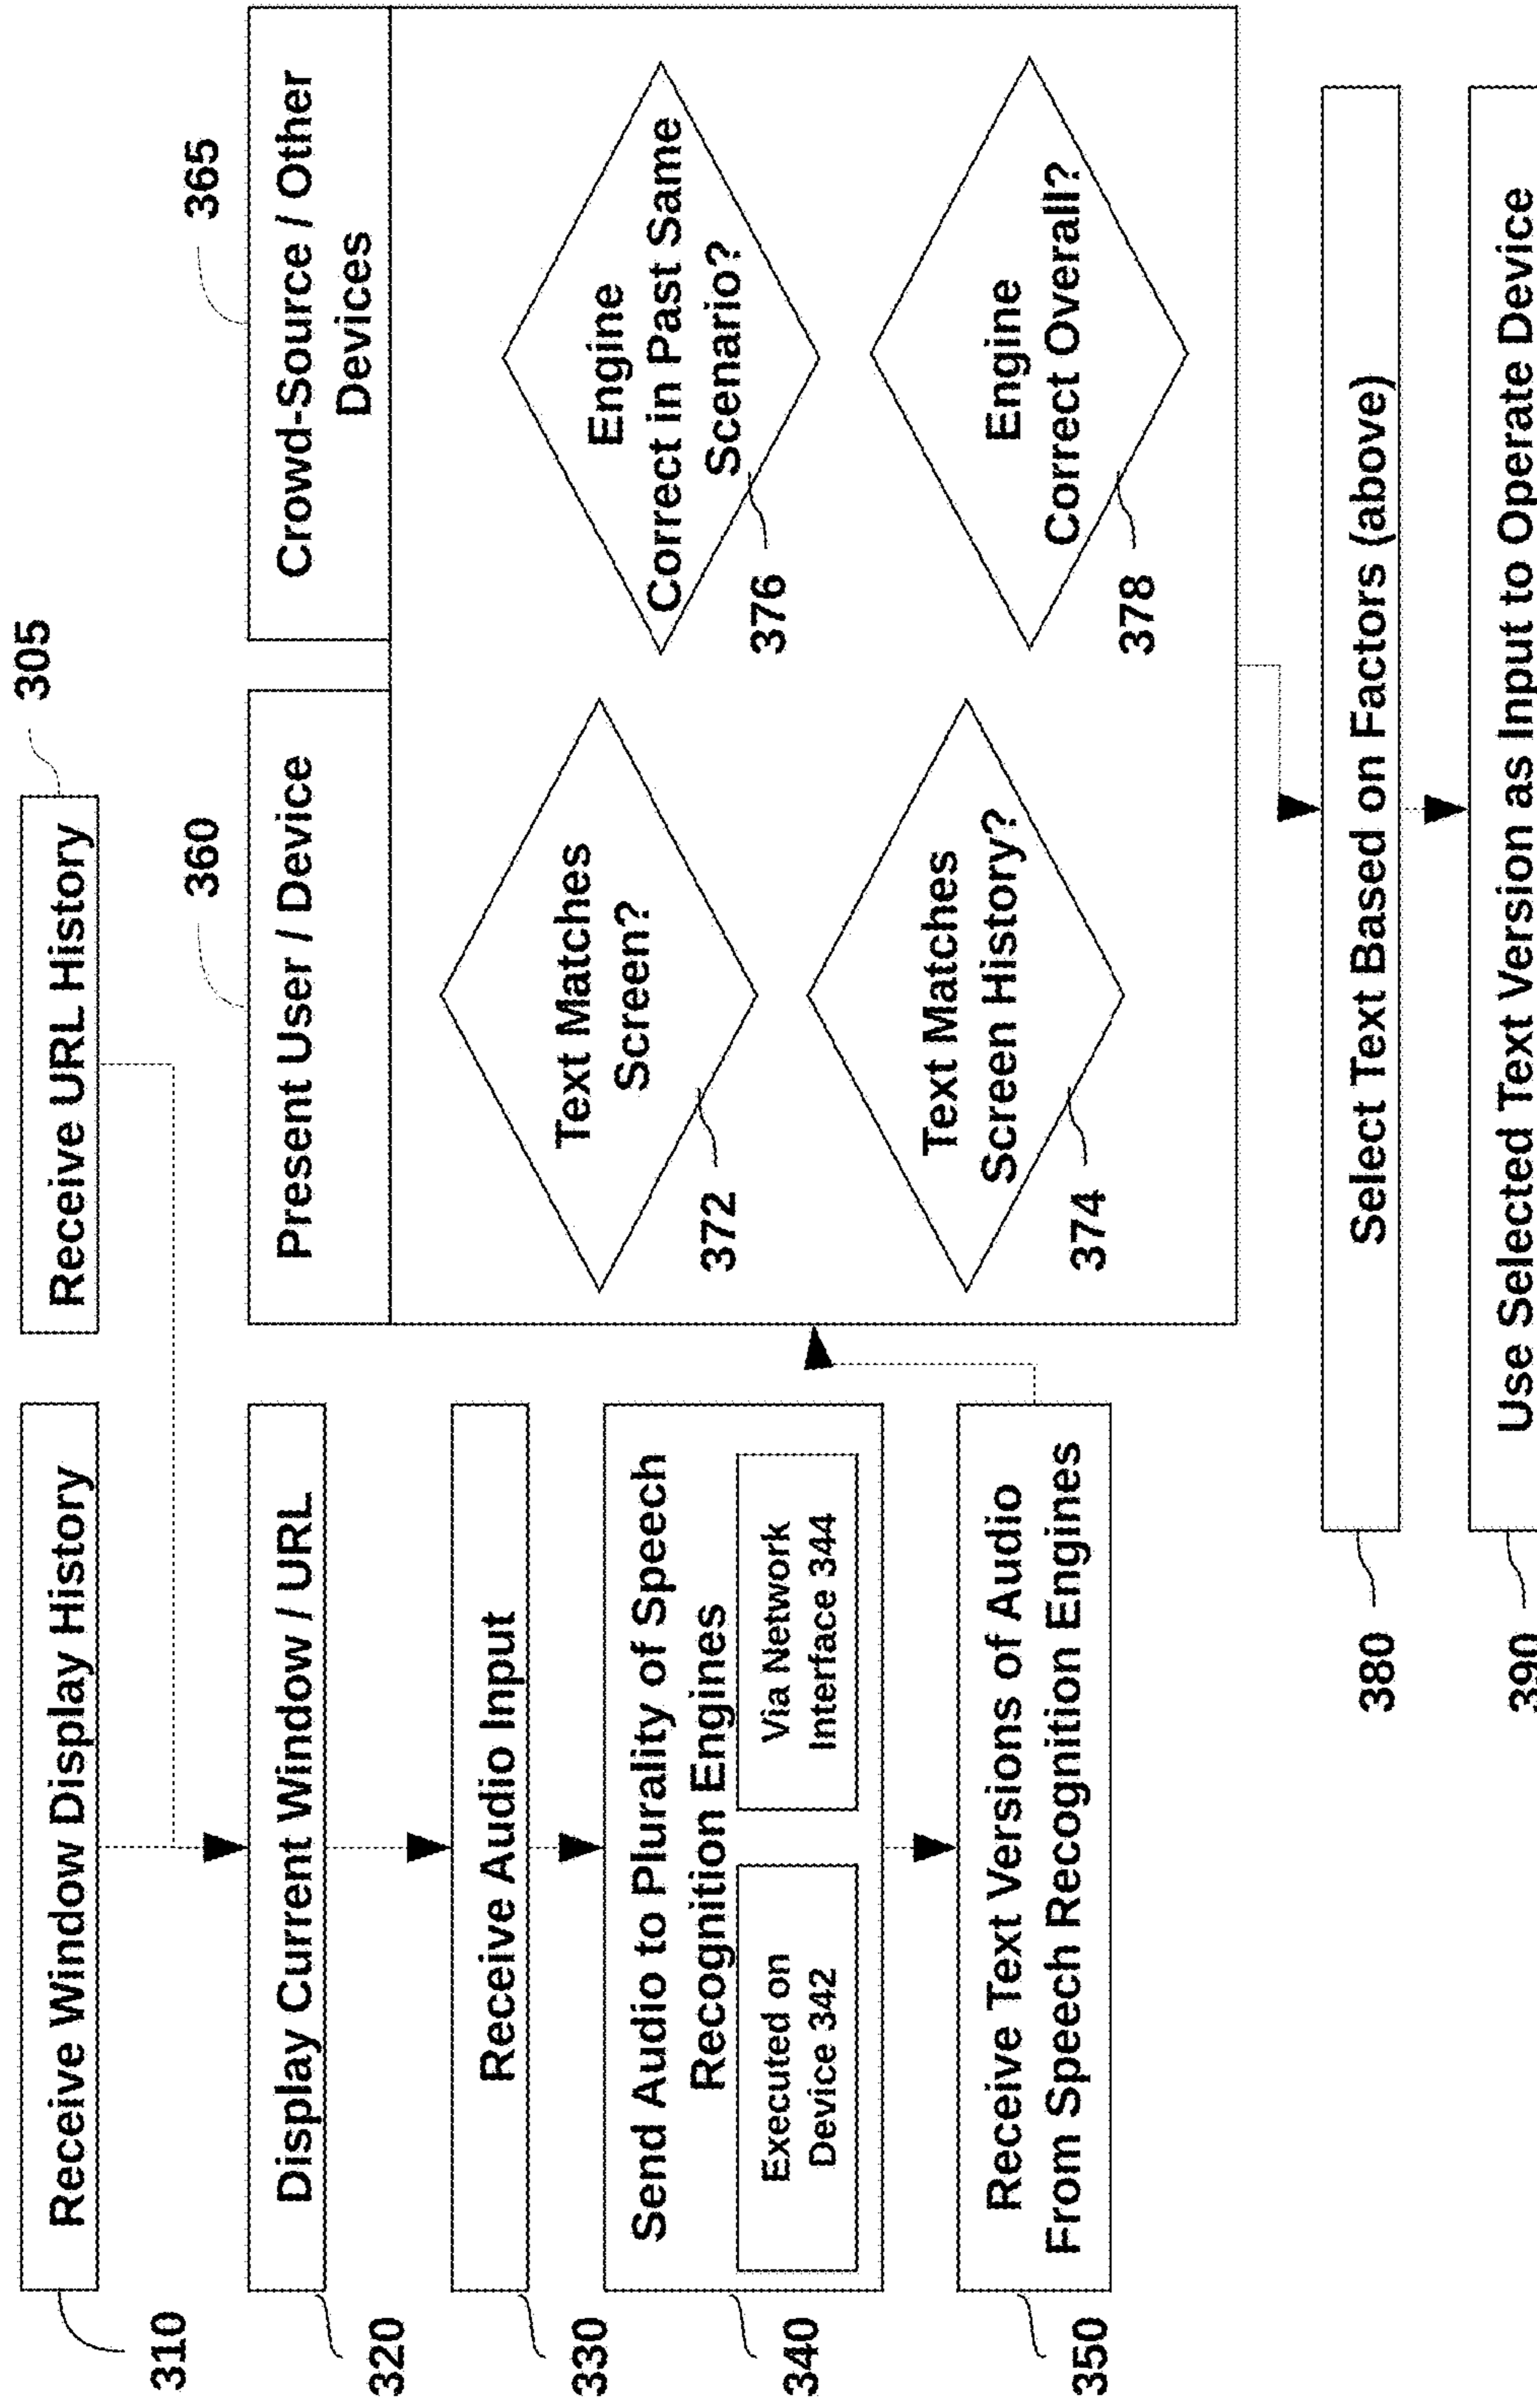 Receive Window Display History
310
Receive URL History
305
Display Current Window / URL
320
Receive Audio Input
330
Send Audio to Plurality of Speech
Recognition Engines
Executed on
Device 342
Via Network
Interface 344
340
Receive Text Versions of Audio
From Speech Recognition Engines
350
360
Present User / Device
365
Crowd-Source / Other
Devices
Text Matches
Screen?
372
Text Matches
Screen History?
374
Engine
Correct in Past Same
Scenario?
376
Engine
Correct Overall?
378
Select Text Based on Factors (above)
380
Use Selected Text Version as Input to Operate Device
390